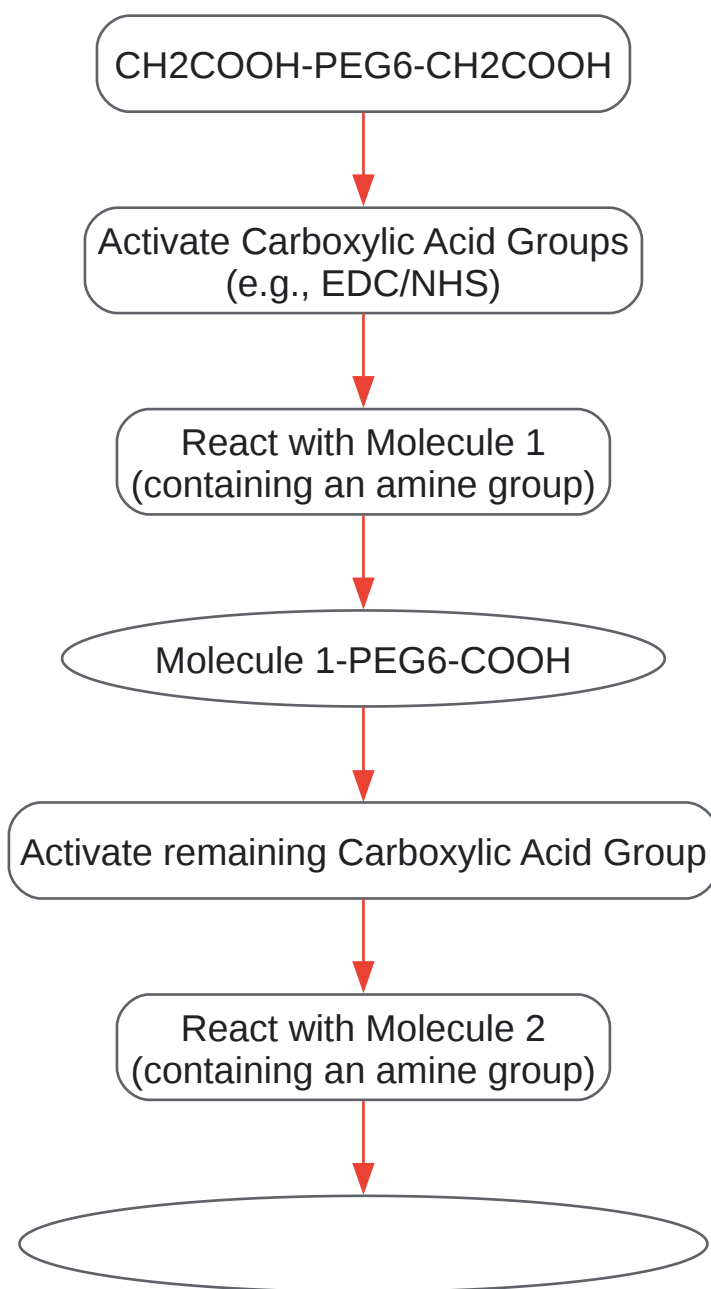 CH2COOH-PEG6-CH2COOH
Activate Carboxylic Acid Groups
(e.g., EDC/NHS)
React with Molecule 1
(containing an amine group)
Molecule 1-PEG6-COOH
Activate remaining Carboxylic Acid Group
React with Molecule 2
(containing an amine group)